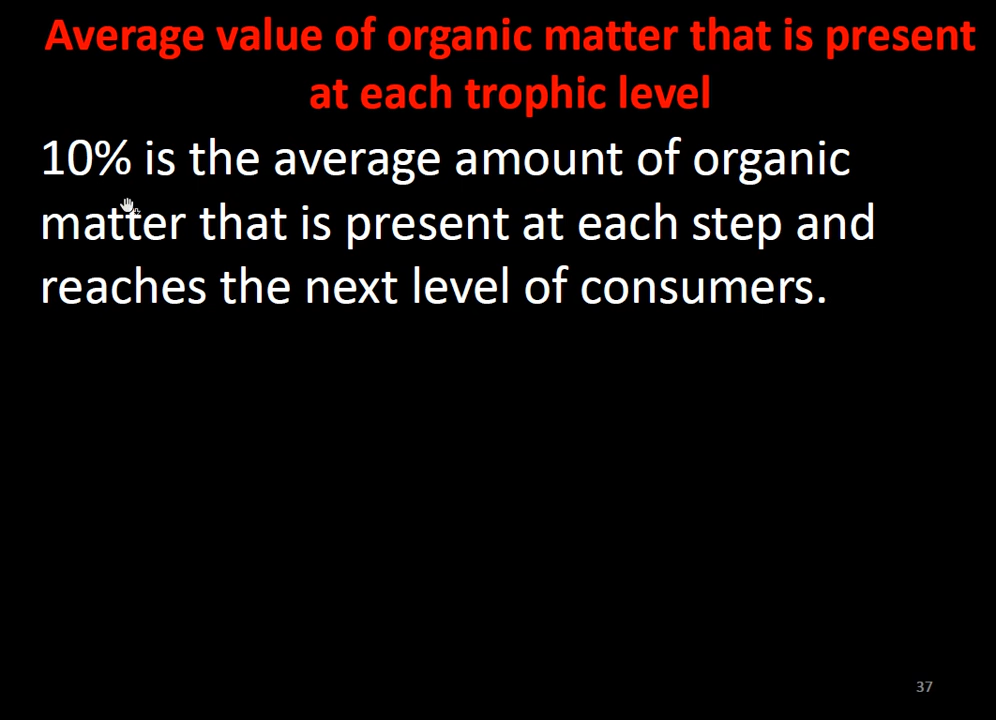 Average value of organic matter that is present
at each trophic level
10% is the average amount of organic
matter that is present at each step and
reaches the next level of consumers.
37